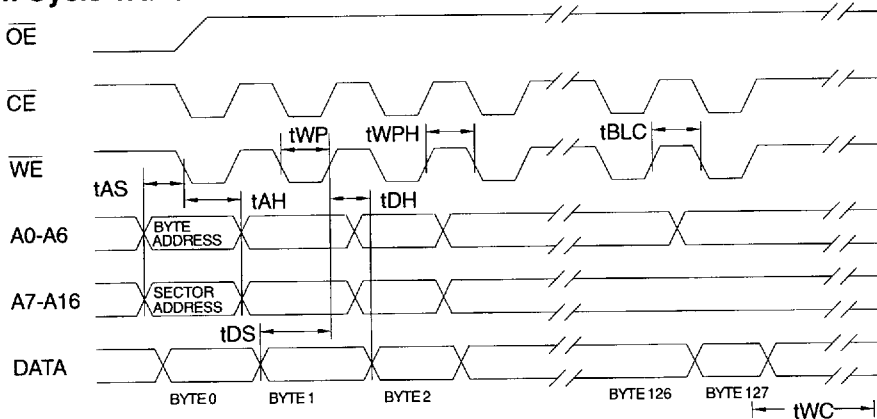 OE
CE
tWP
tWPH
tBLC
WE
tAS
tAH
tDH
A0-A6
BYTE
ADDRESS
A7-A16
SECTOR
ADDRESS
tDS
DATA
BYTE 0
BYTE 1
BYTE 2
BYTE 126
BYTE 127
tWC